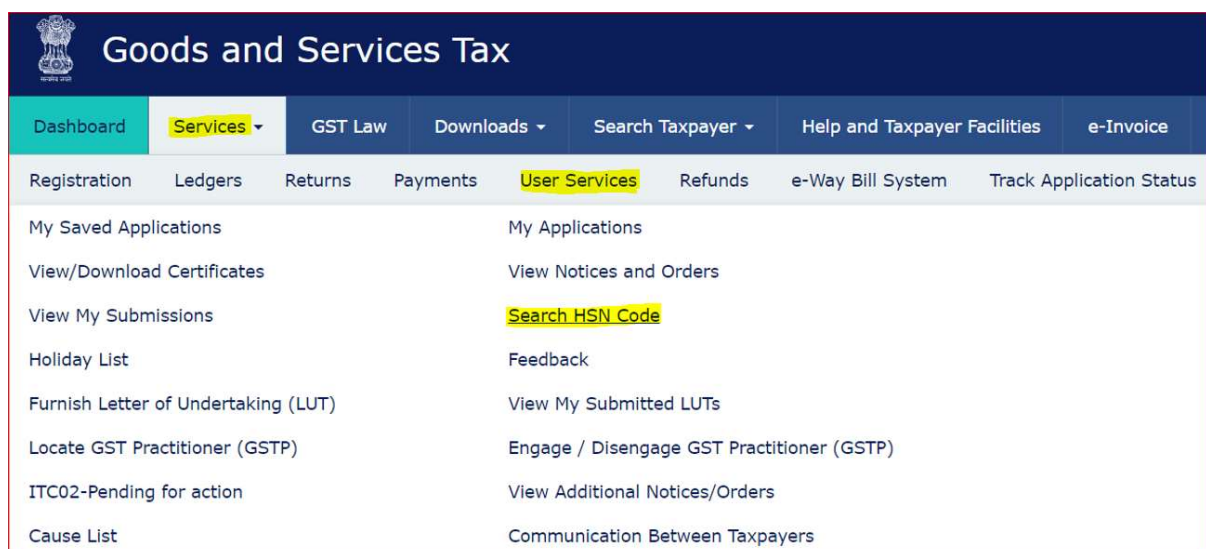 Goods and Services Tax
Dashboard Services GST Law Downloads Search Taxpayer Help and Taxpayer Facilities e-Invoice
Registration Ledgers Returns Payments User Services Refunds e-Way Bill System Track Application Status
My Saved Applications My Applications
View/Download Certificates View Notices and Orders
View My Submissions Search HSN Code
Holiday List Feedback
Furnish Letter of Undertaking (LUT) View My Submitted LUTs
Locate GST Practitioner (GSTP) Engage / Disengage GST Practitioner (GSTP)
ITC02-Pending for action View Additional Notices/Orders
Cause List Communication Between Taxpayers